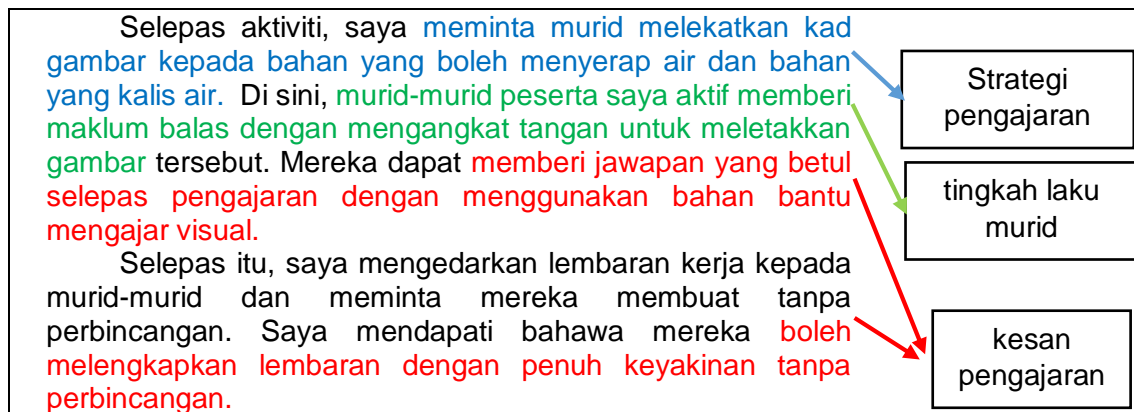 Selepas aktiviti, saya meminta murid melekatkan kad
gambar kepada bahan yang boleh menyerap air dan bahan
yang kalis air.  Di sini, murid-murid peserta saya aktif memberi
maklum balas dengan mengangkat tangan untuk meletakkan
gambar tersebut. Mereka dapat memberi jawapan yang betul
selepas pengajaran dengan menggunakan bahan bantu
mengajar visual.
Selepas itu, saya mengedarkan lembaran kerja kepada
murid-murid dan meminta mereka membuat tanpa
perbincangan. Saya mendapati bahawa mereka boleh
melengkapkan lembaran dengan penuh keyakinan tanpa
perbincangan.
Strategi
pengajaran
tingkah laku
murid
kesan
pengajaran